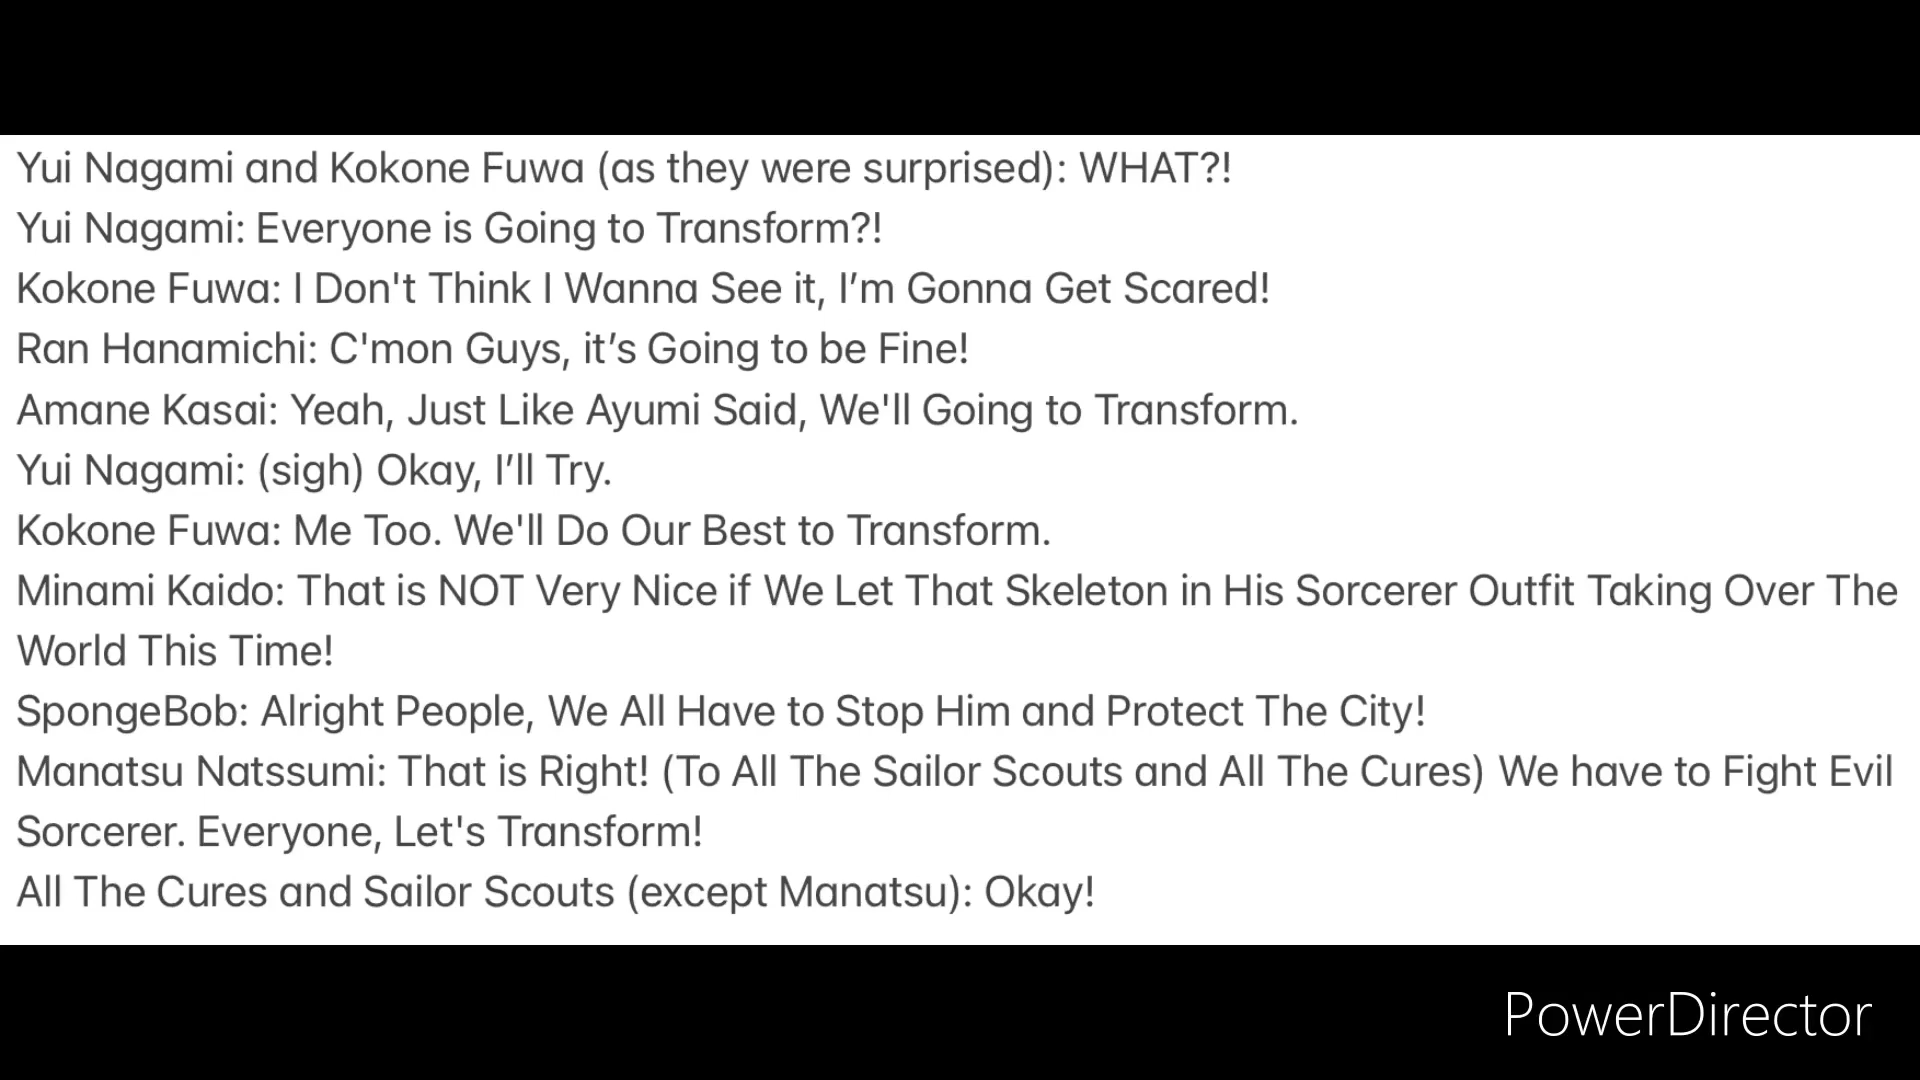 Yui Nagami and Kokone Fuwa (as they were surprised): WHAT?!
Yui Nagami: Everyone is Going to Transform?!
Kokone Fuwa: I Don't Think I Wanna See it, I’m Gonna Get Scared!
Ran Hanamichi: C'mon Guys, it’s Going to be Fine!
Amane Kasai: Yeah, Just Like Ayumi Said, We'll Going to Transform.
Yui Nagami: (sigh) Okay, I’ll Try.
Kokone Fuwa: Me Too. We'll Do Our Best to Transform.
Minami Kaido: That is NOT Very Nice if We Let That Skeleton in His Sorcerer Outfit Taking Over The
World This Time!
SpongeBob: Alright People, We All Have to Stop Him and Protect The City!
Manatsu Natssumi: That is Right! (To All The Sailor Scouts and All The Cures) We have to Fight Evil
Sorcerer. Everyone, Let's Transform!
All The Cures and Sailor Scouts (except Manatsu): Okay!
PowerDirector